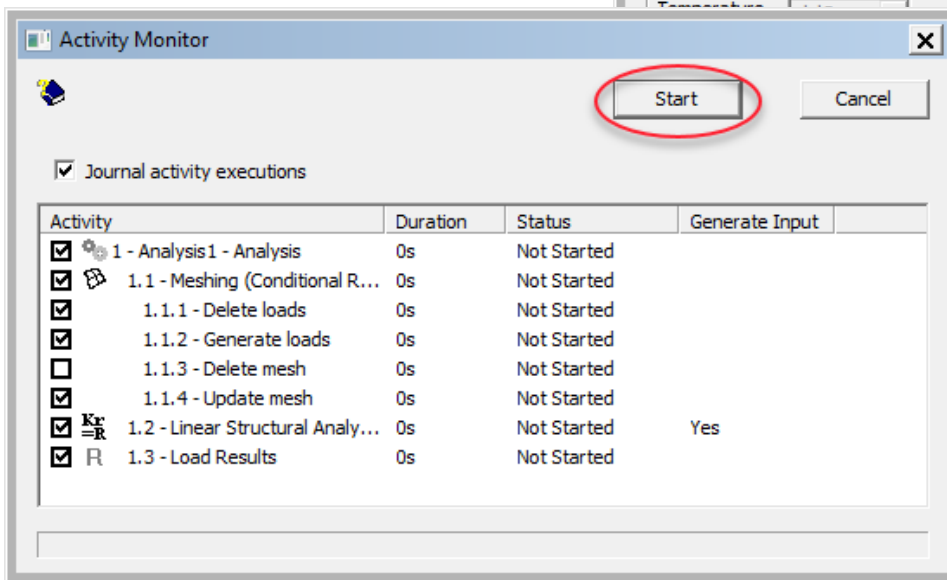 Temperature
Activity Monitor
Start Cancel
Journal activity executions
Activity Duration Status Generate Input
1 - Analysis1 - Analysis 0s Not Started
1.1 - Meshing (Conditional R... 0s Not Started
1.1.1 - Delete loads 0s Not Started
1.1.2 - Generate loads 0s Not Started
1.1.3 - Delete mesh 0s Not Started
1.1.4 - Update mesh 0s Not Started
Kr=R 1.2 - Linear Structural Analy... 0s Not Started Yes
R 1.3 - Load Results 0s Not Started